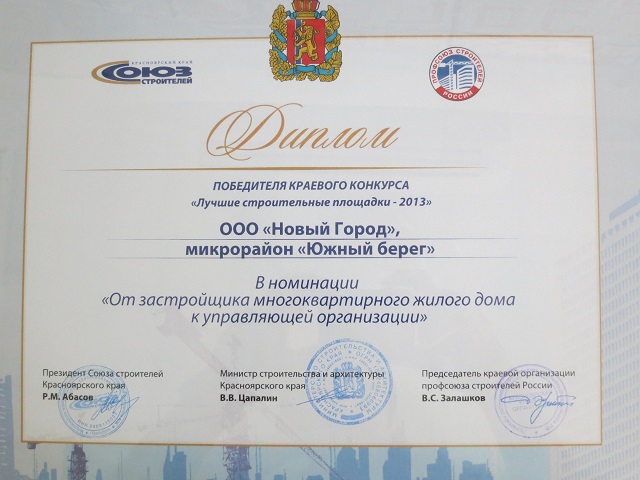 КРАСНОЯРСКИЙ КРАЙ
СОЮЗ
СТРОИТЕЛЕЙ
ПРОФСОЮЗ СТРОИТЕЛЕЙ
РОССИИ
Диплом
ПОБЕДИТЕЛЯ КРАЕВОГО КОНКУРСА
«Лучшие строительные площадки - 2013»
ООО «Новый Город»,
микрорайон «Южный берег»
В номинации
«От застройщика многоквартирного жилого дома
к управляющей организации»
Президент Союза строителей
Красноярского края
Р.М. Абасов
Министр строительства и архитектуры
Красноярского края
В.В. Цапалин
Председатель краевой организации
профсоюза строителей России
В.С. Залашков